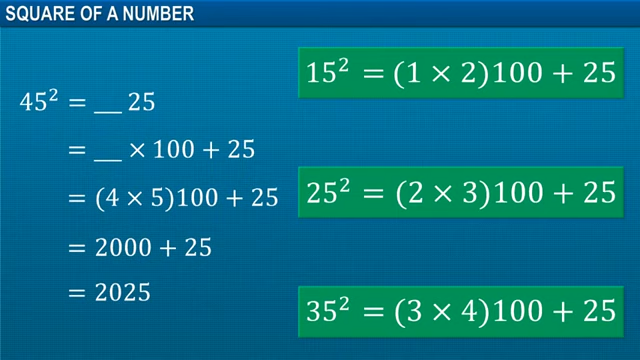 SQUARE OF A NUMBER
45² = __ 25
= __ × 100 + 25
= (4 × 5)100 + 25
= 2000 + 25
= 2025
15² = (1 × 2)100 + 25
25² = (2 × 3)100 + 25
35² = (3 × 4)100 + 25